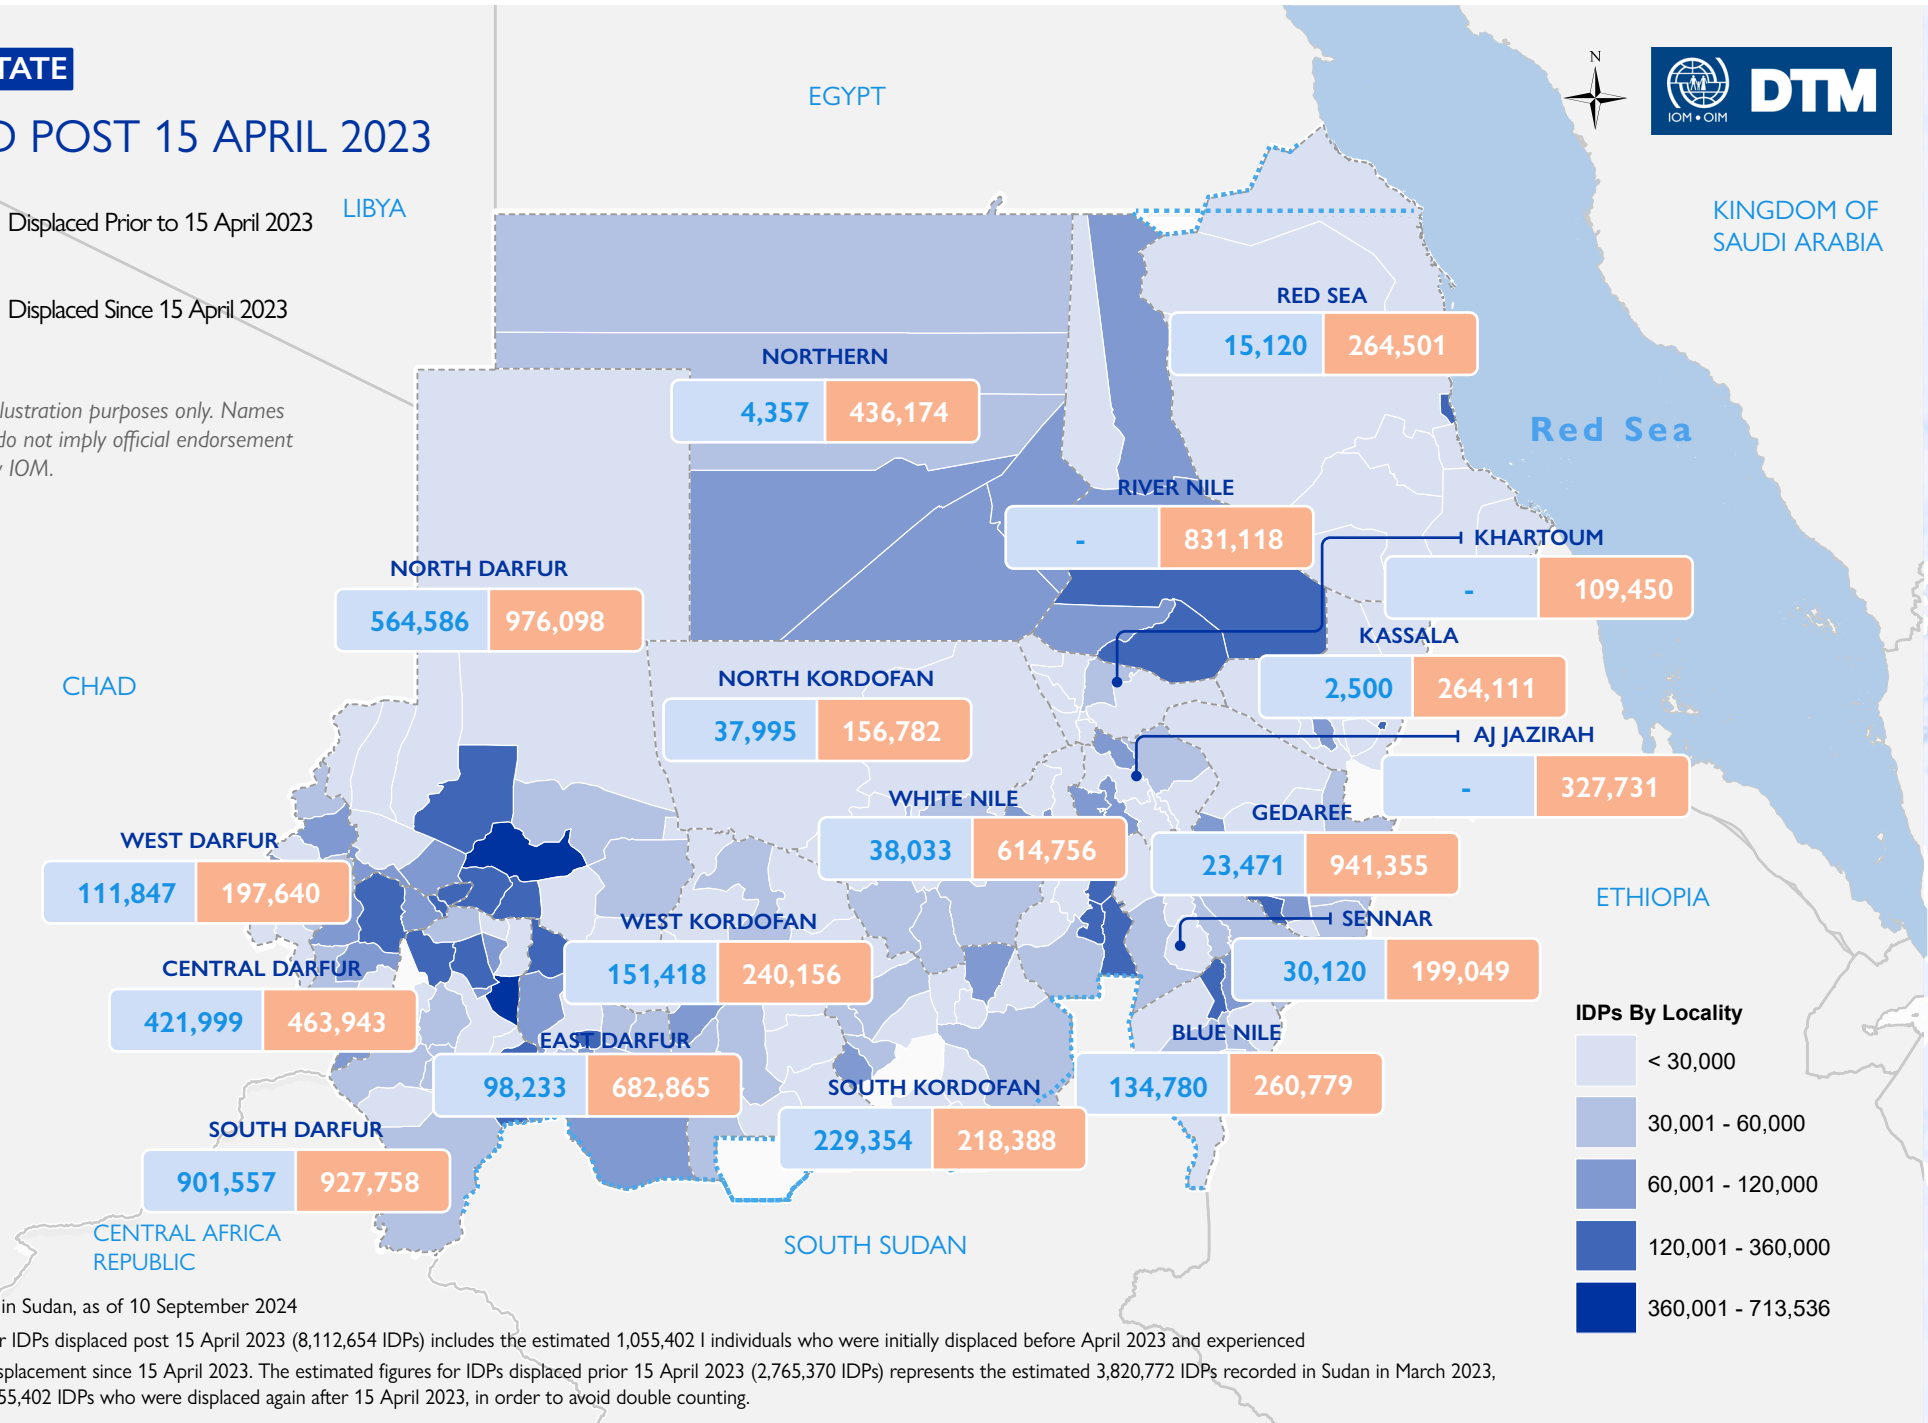 TATE
POST 15 APRIL 2023
Displaced Prior to 15 April 2023
Displaced Since 15 April 2023
lustration purposes only. Names
do not imply official endorsement
IOM.
N
IOM • OIM
DTM
EGYPT
LIBYA
KINGDOM OF
SAUDI ARABIA
RED SEA
15,120 264,501
NORTHERN
4,357 436,174
Red Sea
RIVER NILE
- 831,118
KHARTOUM
- 109,450
NORTH DARFUR
564,586 976,098
KASSALA
2,500 264,111
CHAD
NORTH KORDOFAN
37,995 156,782
AJ JAZIRAH
- 327,731
WHITE NILE
38,033 614,756
GEDAREF
23,471 941,355
WEST DARFUR
111,847 197,640
ETHIOPIA
WEST KORDOFAN
151,418 240,156
SENNAR
30,120 199,049
CENTRAL DARFUR
421,999 463,943
EAST DARFUR
98,233 682,865
BLUE NILE
134,780 260,779
SOUTH KORDOFAN
229,354 218,388
SOUTH DARFUR
901,557 927,758
CENTRAL AFRICA
REPUBLIC
SOUTH SUDAN
IDPs By Locality
< 30,000
30,001 - 60,000
60,001 - 120,000
120,001 - 360,000
360,001 - 713,536
in Sudan, as of 10 September 2024
r IDPs displaced post 15 April 2023 (8,112,654 IDPs) includes the estimated 1,055,402 I individuals who were initially displaced before April 2023 and experienced
splacement since 15 April 2023. The estimated figures for IDPs displaced prior 15 April 2023 (2,765,370 IDPs) represents the estimated 3,820,772 IDPs recorded in Sudan in March 2023,
55,402 IDPs who were displaced again after 15 April 2023, in order to avoid double counting.